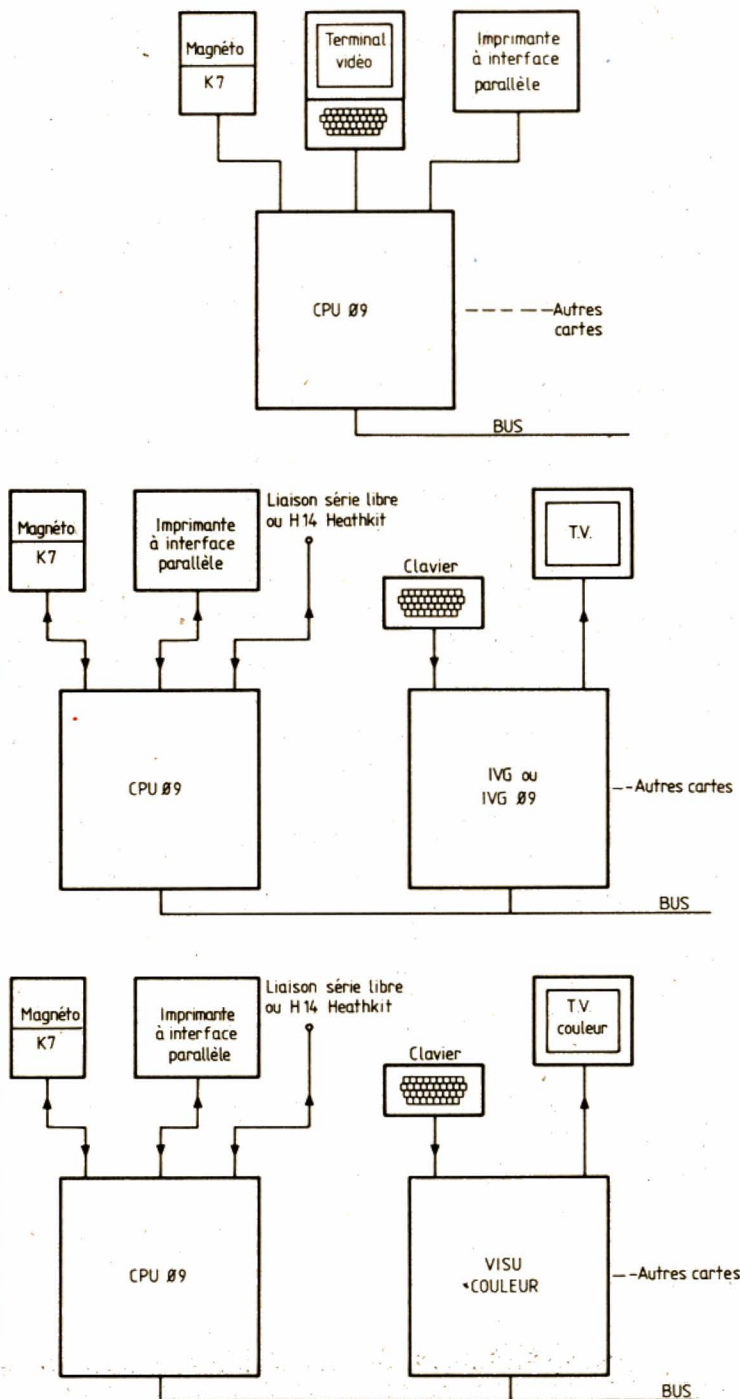 Magnéto
K7
Terminal
vidéo
Imprimante
à interface
parallèle
CPU Ø9
Autres
cartes
BUS
Magnéto
K7
Imprimante
à interface
parallèle
Liaison série libre
ou H14 Heathkit
Clavier
T.V.
CPU Ø9
IVG ou
IVG Ø9
Autres cartes
BUS
Magnéto
K7
Imprimante
à interface
parallèle
Liaison série libre
ou H14 Heathkit
Clavier
T.V.
couleur
CPU Ø9
VISU
COULEUR
Autres cartes
BUS